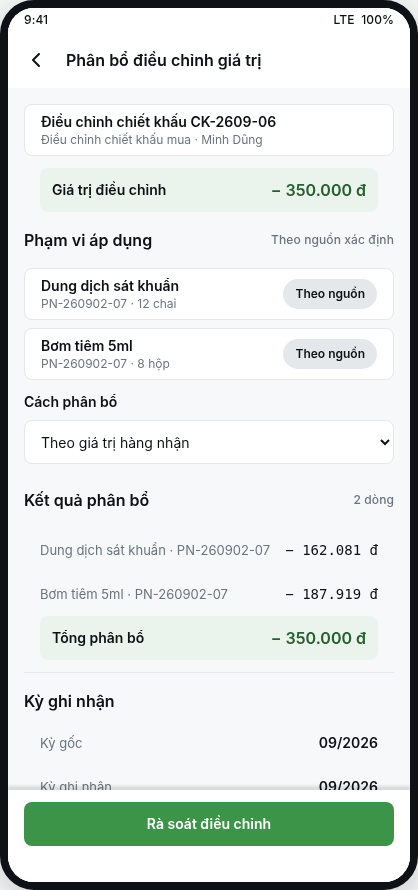 9:41
LTE 100%
Phân bổ điều chỉnh giá trị
Điều chỉnh chiết khấu CK-2609-06
Điều chỉnh chiết khấu mua · Minh Dũng
Giá trị điều chỉnh
− 350.000 đ
Phạm vi áp dụng
Theo nguồn xác định
Dung dịch sát khuẩn
PN-260902-07 · 12 chai
Theo nguồn
Bơm tiêm 5ml
PN-260902-07 · 8 hộp
Theo nguồn
Cách phân bổ
Theo giá trị hàng nhận
Kết quả phân bổ
2 dòng
Dung dịch sát khuẩn · PN-260902-07
− 162.081 đ
Bơm tiêm 5ml · PN-260902-07
− 187.919 đ
Tổng phân bổ
− 350.000 đ
Kỳ ghi nhận
Kỳ gốc
09/2026
Kỳ ghi nhận
09/2026
Rà soát điều chỉnh